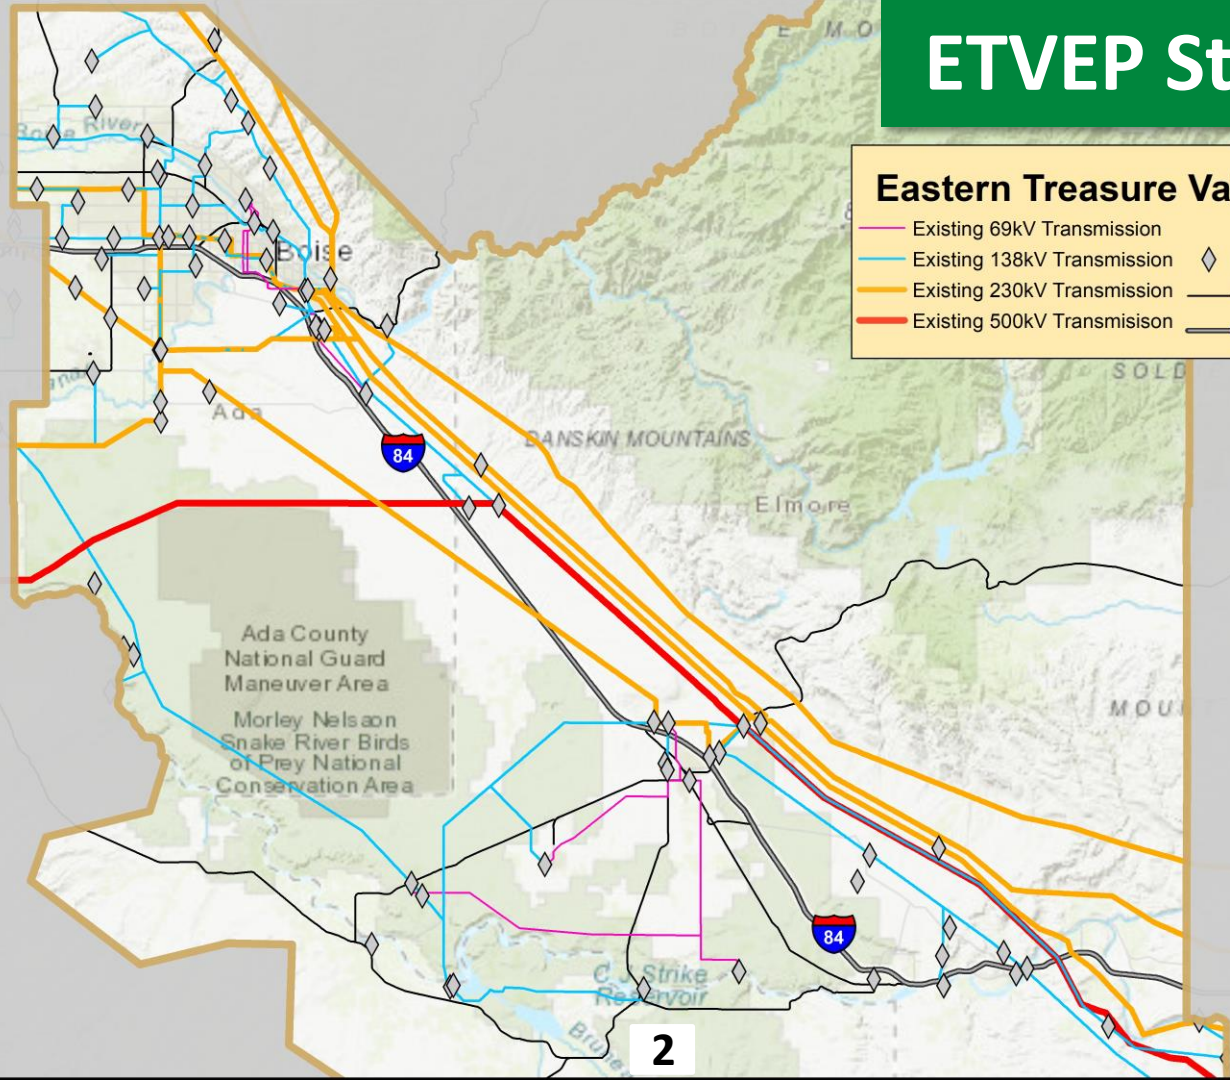 ETVEP St
Eastern Treasure Va
Existing 69kV Transmission
Existing 138kV Transmission
Existing 230kV Transmission
Existing 500kV Transmisison
E M O
Boise River
Boise
SOLD
Ada
DANSKIN MOUNTAINS
84
Elmore
Ada County
National Guard
Maneuver Area
MOU
Morley Nelsaon
Snake River Birds
of Prey National
Conservation Area
84
C J Strike
Reservoir
Brune
2